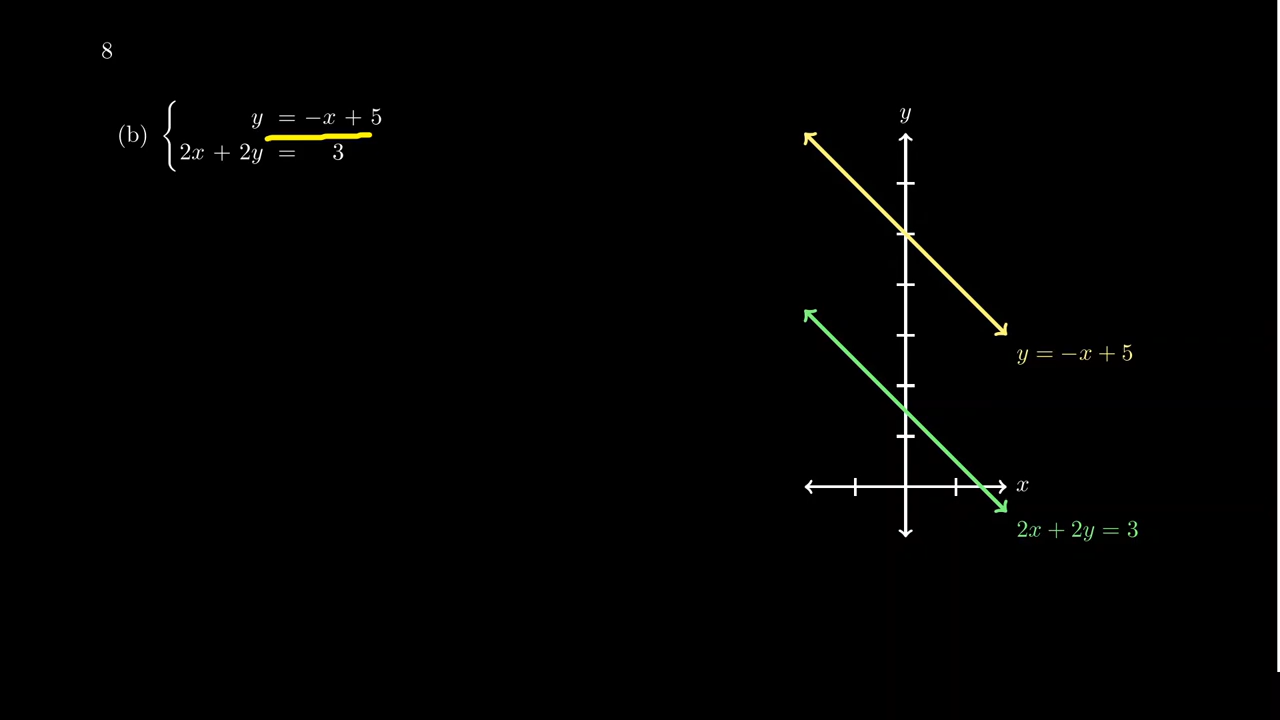 8
(b) { y = −x + 5
2x + 2y = 3
y
y = −x + 5
x
2x + 2y = 3